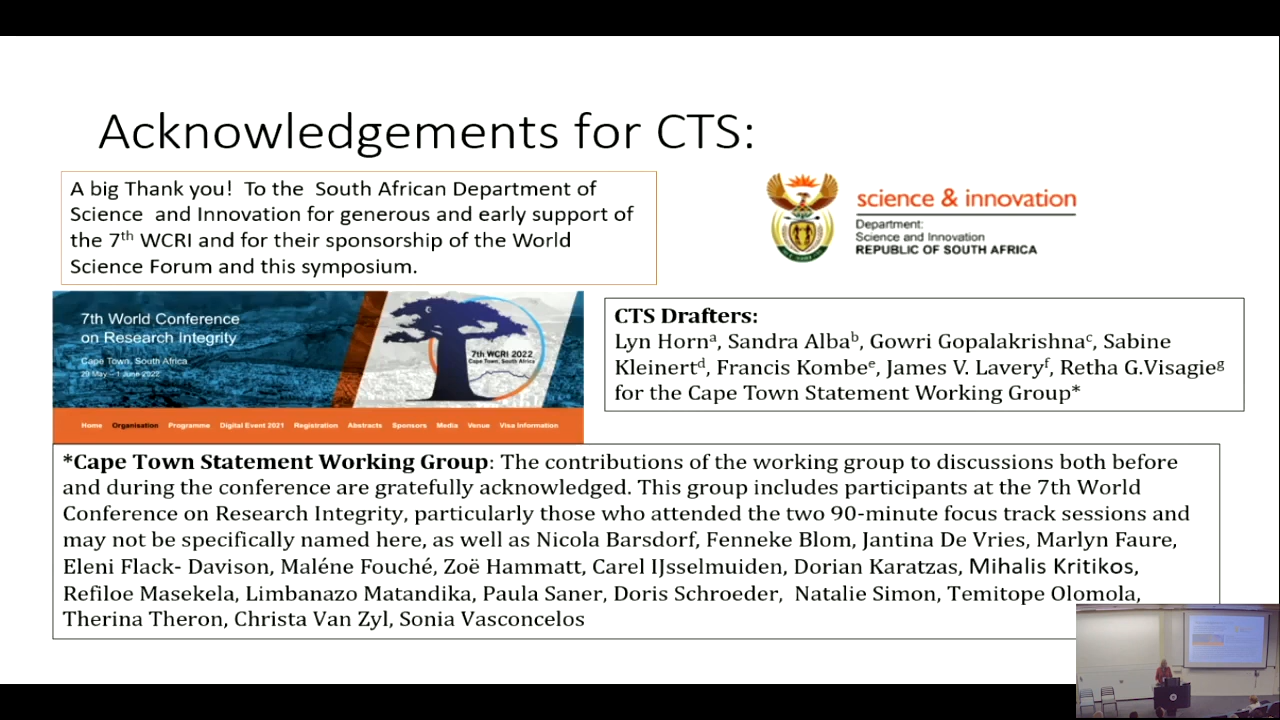 Acknowledgements for CTS:
A big Thank you! To the South African Department of
Science and Innovation for generous and early support of
the 7th WCRI and for their sponsorship of the World
Science Forum and this symposium.
science & innovation
Department:
Science and Innovation
REPUBLIC OF SOUTH AFRICA
7th World Conference
on Research Integrity
Cape Town, South Africa
29 May – 1 June 2022
7th WCRI 2022
Cape Town, South Africa
Home Organisation Programme Digital Event 2021 Registration Abstracts Sponsors Media Venue Visa Information
CTS Drafters:
Lyn Hornᵃ, Sandra Albaᵇ, Gowri Gopalakrishnaᶜ, Sabine
Kleinertᵈ, Francis Kombeᵉ, James V. Laveryᶠ, Retha G.Visagieᵍ
for the Cape Town Statement Working Group*
*Cape Town Statement Working Group: The contributions of the working group to discussions both before
and during the conference are gratefully acknowledged. This group includes participants at the 7th World
Conference on Research Integrity, particularly those who attended the two 90-minute focus track sessions and
may not be specifically named here, as well as Nicola Barsdorf, Fenneke Blom, Jantina De Vries, Marlyn Faure,
Eleni Flack- Davison, Maléne Fouché, Zoë Hammatt, Carel IJsselmuiden, Dorian Karatzas, Mihalis Kritikos,
Refiloe Masekela, Limbanazo Matandika, Paula Saner, Doris Schroeder, Natalie Simon, Temitope Olomola,
Therina Theron, Christa Van Zyl, Sonia Vasconcelos